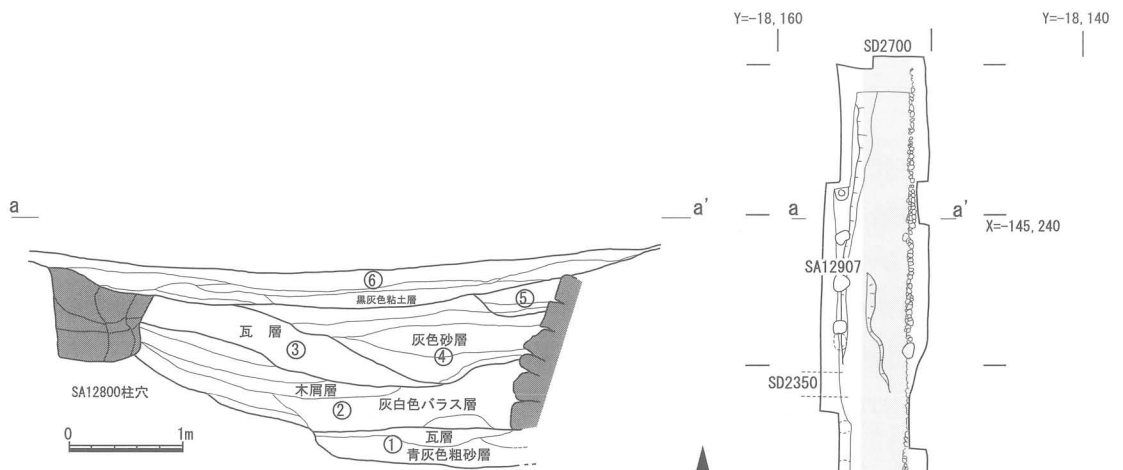 a
a'
⑥
黒灰色粘土層
⑤
瓦 層
③
灰色砂層
④
木屑層
②
灰白色バラス層
SA12800柱穴
①
瓦層
青灰色粗砂層
0 1m
Y=-18,160
Y=-18,140
SD2700
a
a'
X=-145,240
SA12907
SD2350